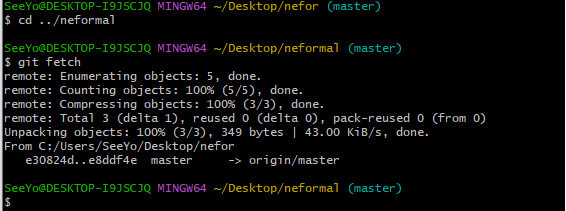 SeeYo@DESKTOP-I9JSCJQ MINGW64 ~/Desktop/nefor (master)
$ cd ../neformal
SeeYo@DESKTOP-I9JSCJQ MINGW64 ~/Desktop/neformal (master)
$ git fetch
remote: Enumerating objects: 5, done.
remote: Counting objects: 100% (5/5), done.
remote: Compressing objects: 100% (3/3), done.
remote: Total 3 (delta 1), reused 0 (delta 0), pack-reused 0 (from 0)
Unpacking objects: 100% (3/3), 349 bytes | 43.00 KiB/s, done.
From C:/Users/SeeYo/Desktop/nefor
   e30824d..e8ddf4e  master     -> origin/master
SeeYo@DESKTOP-I9JSCJQ MINGW64 ~/Desktop/neformal (master)
$